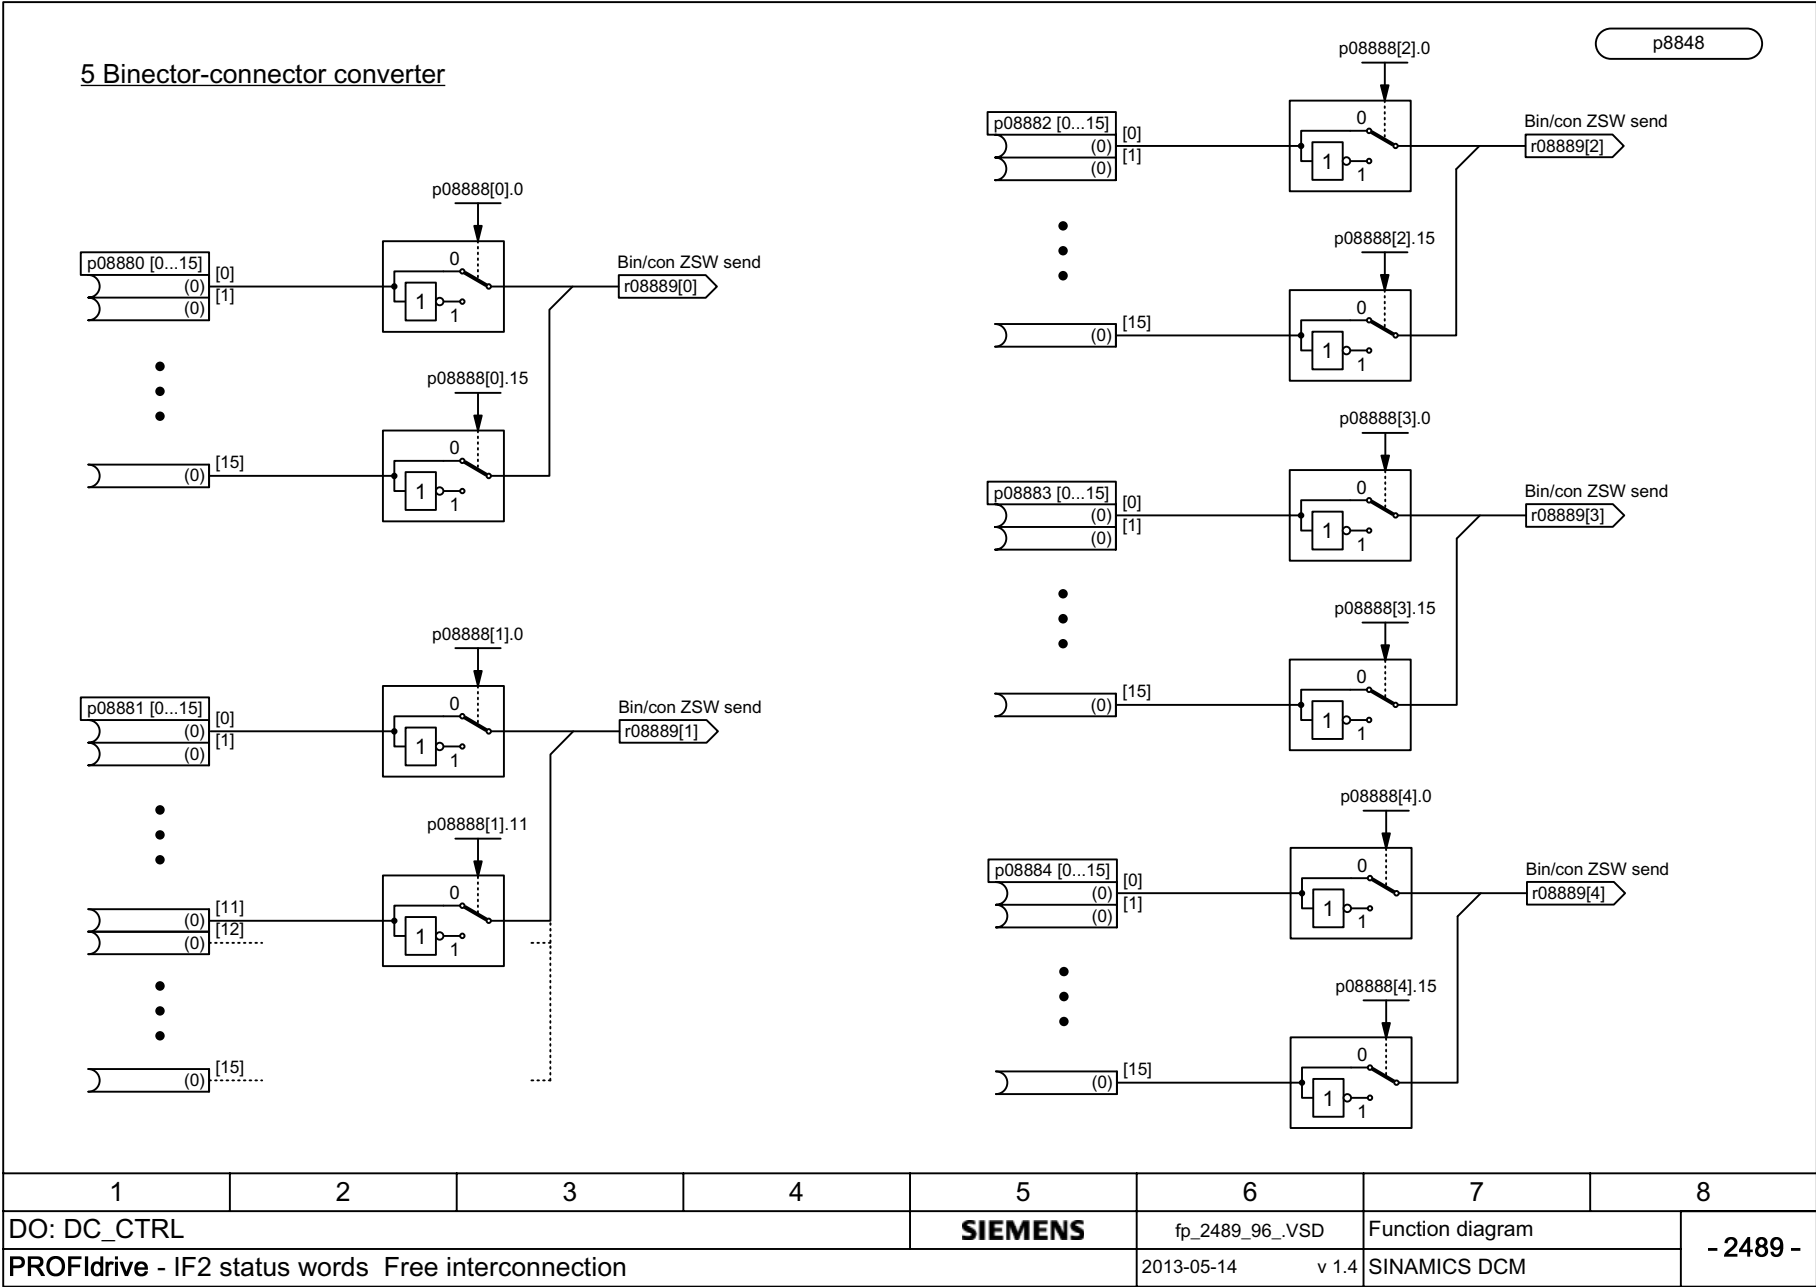 5 Binector-connector converter
p8848
p08888[0].0
p08880 [0...15]
[0]
(0)
[1]
(0)
0
1
1
Bin/con ZSW send
r08889[0]
p08888[0].15
[15]
(0)
0
1
1
p08888[1].0
p08881 [0...15]
[0]
(0)
[1]
(0)
0
1
1
Bin/con ZSW send
r08889[1]
p08888[1].11
[11]
(0)
[12]
(0)
0
1
1
[15]
(0)
p08888[2].0
p08882 [0...15]
[0]
(0)
[1]
(0)
0
1
1
Bin/con ZSW send
r08889[2]
p08888[2].15
[15]
(0)
0
1
1
p08888[3].0
p08883 [0...15]
[0]
(0)
[1]
(0)
0
1
1
Bin/con ZSW send
r08889[3]
p08888[3].15
[15]
(0)
0
1
1
p08888[4].0
p08884 [0...15]
[0]
(0)
[1]
(0)
0
1
1
Bin/con ZSW send
r08889[4]
p08888[4].15
[15]
(0)
0
1
1
1 2 3 4 5 6 7 8
DO: DC_CTRL
SIEMENS
fp_2489_96_.VSD
Function diagram
- 2489 -
PROFIdrive - IF2 status words Free interconnection
2013-05-14 v 1.4
SINAMICS DCM